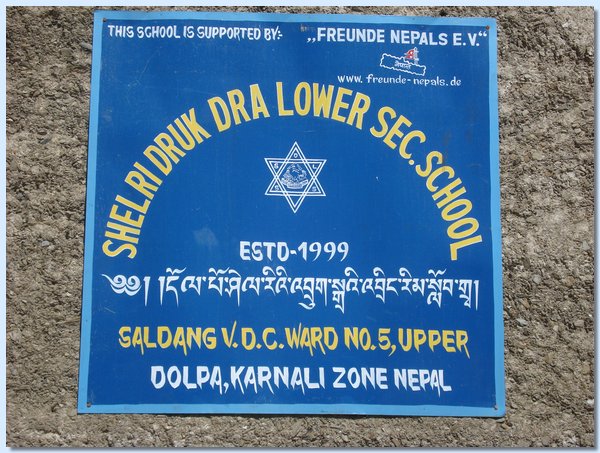 THIS SCHOOL IS SUPPORTED BY:- „FREUNDE NEPALS E.V.“
नेपाल
www.freunde-nepals.de
SHELRI DRUK DRA LOWER SEC. SCHOOL
ESTD-1999
༄༅། །དོལ་པོ་ཤེལ་རིའི་འབྲུག་སྒྲའི་འབྲིང་རིམ་སློབ་གྲྭ།
SALDANG V.D.C. WARD NO. 5, UPPER
DOLPA, KARNALI ZONE NEPAL